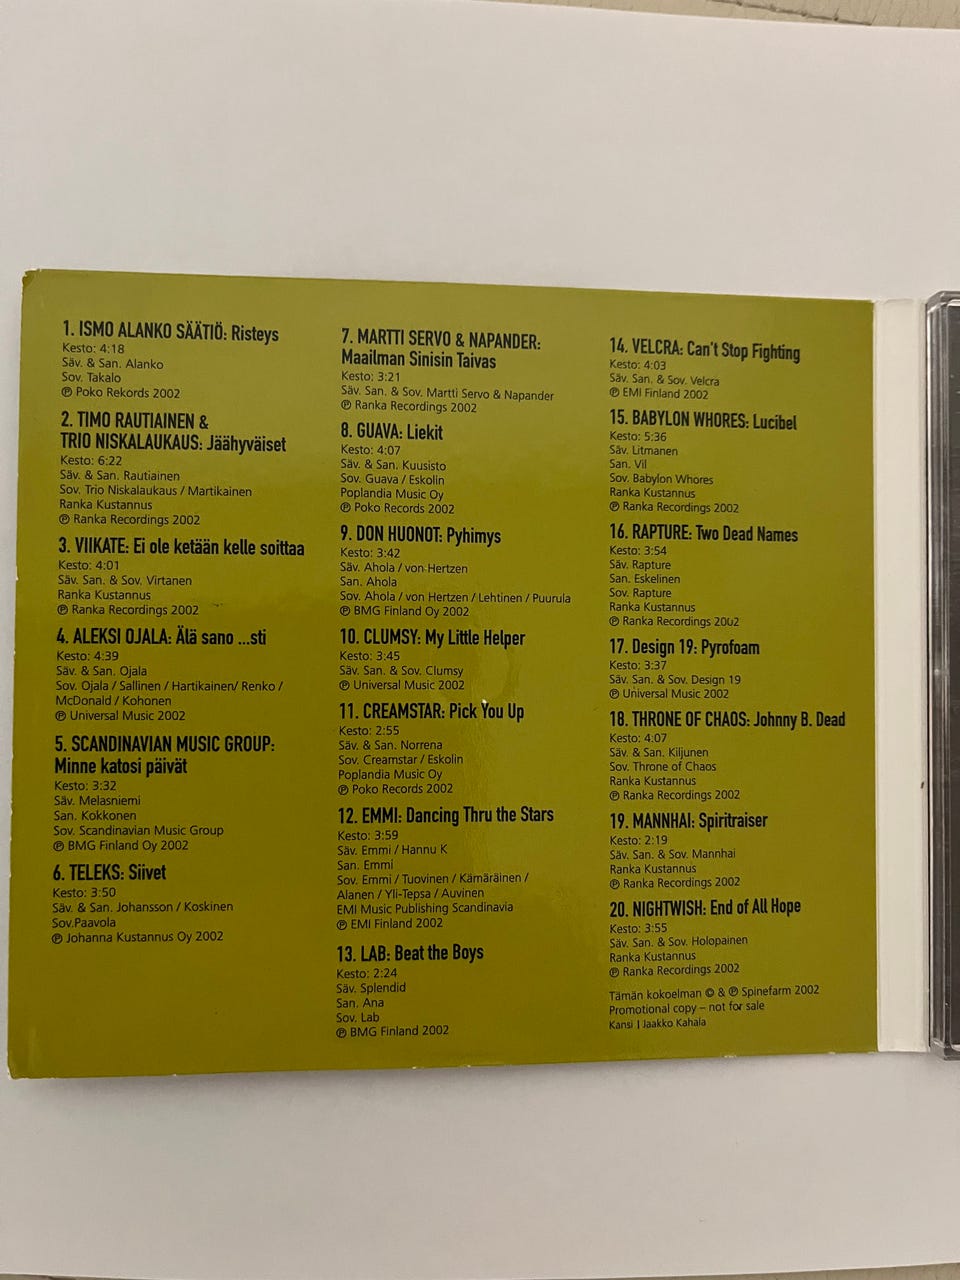 1. ISMO ALANKO SÄÄTIÖ: Risteys
Kesto: 4:18
Säv. & San. Alanko
Sov. Takalo
℗ Poko Rekords 2002
2. TIMO RAUTIAINEN &
TRIO NISKALAUKAUS: Jäähyväiset
Kesto: 6:22
Säv. & San. Rautiainen
Sov. Trio Niskalaukaus / Martikainen
Ranka Kustannus
℗ Ranka Recordings 2002
3. VIIKATE: Ei ole ketään kelle soittaa
Kesto: 4:01
Säv. San. & Sov. Virtanen
Ranka Kustannus
℗ Ranka Recordings 2002
4. ALEKSI OJALA: Älä sano ...sti
Kesto: 4:39
Säv. & San. Ojala
Sov. Ojala / Sallinen / Hartikainen/ Renko /
McDonald / Kohonen
℗ Universal Music 2002
5. SCANDINAVIAN MUSIC GROUP:
Minne katosi päivät
Kesto: 3:32
Säv. Melasniemi
San. Kokkonen
Sov. Scandinavian Music Group
℗ BMG Finland Oy 2002
6. TELEKS: Siivet
Kesto: 3:50
Säv. & San. Johansson / Koskinen
Sov.Paavola
℗ Johanna Kustannus Oy 2002
7. MARTTI SERVO & NAPANDER:
Maailman Sinisin Taivas
Kesto: 3:21
Säv. San. & Sov. Martti Servo & Napander
℗ Ranka Recordings 2002
8. GUAVA: Liekit
Kesto: 4:07
Säv. & San. Kuusisto
Sov. Guava / Eskolin
Poplandia Music Oy
℗ Poko Records 2002
9. DON HUONOT: Pyhimys
Kesto: 3:42
Säv. Ahola / von Hertzen
San. Ahola
Sov. Ahola / von Hertzen / Lehtinen / Puurula
℗ BMG Finland Oy 2002
10. CLUMSY: My Little Helper
Kesto: 3:45
Säv. San. & Sov. Clumsy
℗ Universal Music 2002
11. CREAMSTAR: Pick You Up
Kesto: 2:55
Säv. & San. Norrena
Sov. Creamstar / Eskolin
Poplandia Music Oy
℗ Poko Records 2002
12. EMMI: Dancing Thru the Stars
Kesto: 3:59
Säv. Emmi / Hannu K
San. Emmi
Sov. Emmi / Tuovinen / Kämäräinen /
Alanen / Yli-Tepsa / Auvinen
EMI Music Publishing Scandinavia
℗ EMI Finland 2002
13. LAB: Beat the Boys
Kesto: 2:24
Säv. Splendid
San. Ana
Sov. Lab
℗ BMG Finland 2002
14. VELCRA: Can't Stop Fighting
Kesto: 4:03
Säv. San. & Sov. Velcra
℗ EMI Finland 2002
15. BABYLON WHORES: Lucibel
Kesto: 5:36
Säv. Litmanen
San. Vil
Sov. Babylon Whores
Ranka Kustannus
℗ Ranka Recordings 2002
16. RAPTURE: Two Dead Names
Kesto: 3:54
Säv. Rapture
San. Eskelinen
Sov. Rapture
Ranka Kustannus
℗ Ranka Recordings 2002
17. Design 19: Pyrofoam
Kesto: 3:37
Säv. San. & Sov. Design 19
℗ Universal Music 2002
18. THRONE OF CHAOS: Johnny B. Dead
Kesto: 4:07
Säv. & San. Kiljunen
Sov. Throne of Chaos
Ranka Kustannus
℗ Ranka Recordings 2002
19. MANNHAI: Spiritraiser
Kesto: 2:19
Säv. San. & Sov. Mannhai
Ranka Kustannus
℗ Ranka Recordings 2002
20. NIGHTWISH: End of All Hope
Kesto: 3:55
Säv. San. & Sov. Holopainen
Ranka Kustannus
℗ Ranka Recordings 2002
Tämän kokoelman © & ℗ Spinefarm 2002
Promotional copy – not for sale
Kansi | Jaakko Kahala